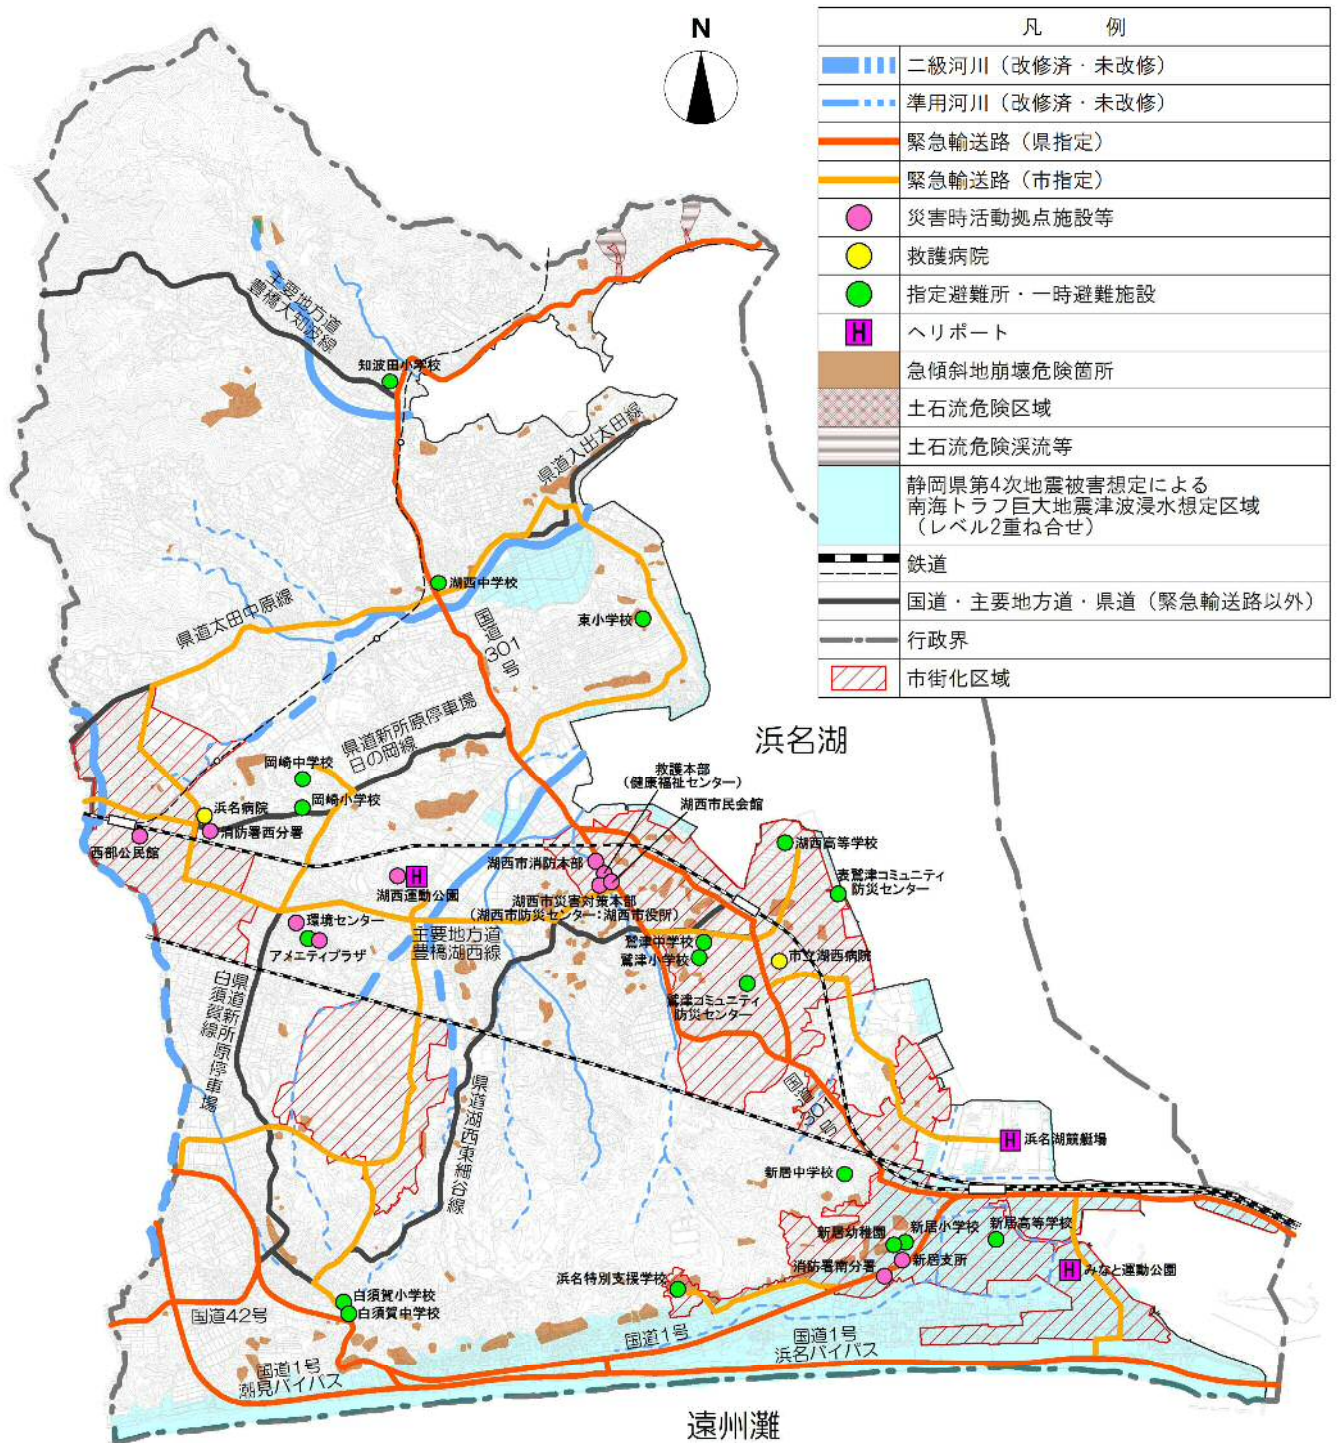 N
凡 例
二級河川（改修済・未改修）
準用河川（改修済・未改修）
緊急輸送路（県指定）
緊急輸送路（市指定）
災害時活動拠点施設等
救護病院
指定避難所・一時避難施設
H
ヘリポート
急傾斜地崩壊危険箇所
土石流危険区域
土石流危険渓流等
静岡県第4次地震被害想定による
南海トラフ巨大地震津波浸水想定区域
（レベル2重ね合せ）
鉄道
国道・主要地方道・県道（緊急輸送路以外）
行政界
市街化区域
主要地方道
豊橋大知波線
知波田小学校
県道入出太田線
湖西中学校
県道太田中原線
国道301号
東小学校
浜名湖
県道新所原停車場
日の岡線
岡崎中学校
岡崎小学校
浜名病院
消防署西分署
西部公民館
救護本部
（健康福祉センター）
湖西市民会館
湖西市消防本部
湖西高等学校
表鷲津コミュニティ
防災センター
H
湖西運動公園
湖西市災害対策本部
（湖西市防災センター：湖西市役所）
環境センター
アメニティプラザ
主要地方道
豊橋湖西線
鷲津中学校
鷲津小学校
市立湖西病院
鷲津コミュニティ
防災センター
県道新所原停車場
白須賀線
県道湖西東細谷線
国道301号
H
浜名湖競艇場
新居中学校
新居幼稚園
新居小学校
新居高等学校
消防署南分署
新居支所
H
みなと運動公園
浜名特別支援学校
白須賀小学校
白須賀中学校
国道42号
国道1号
国道1号
浜名バイパス
国道1号
潮見バイパス
遠州灘